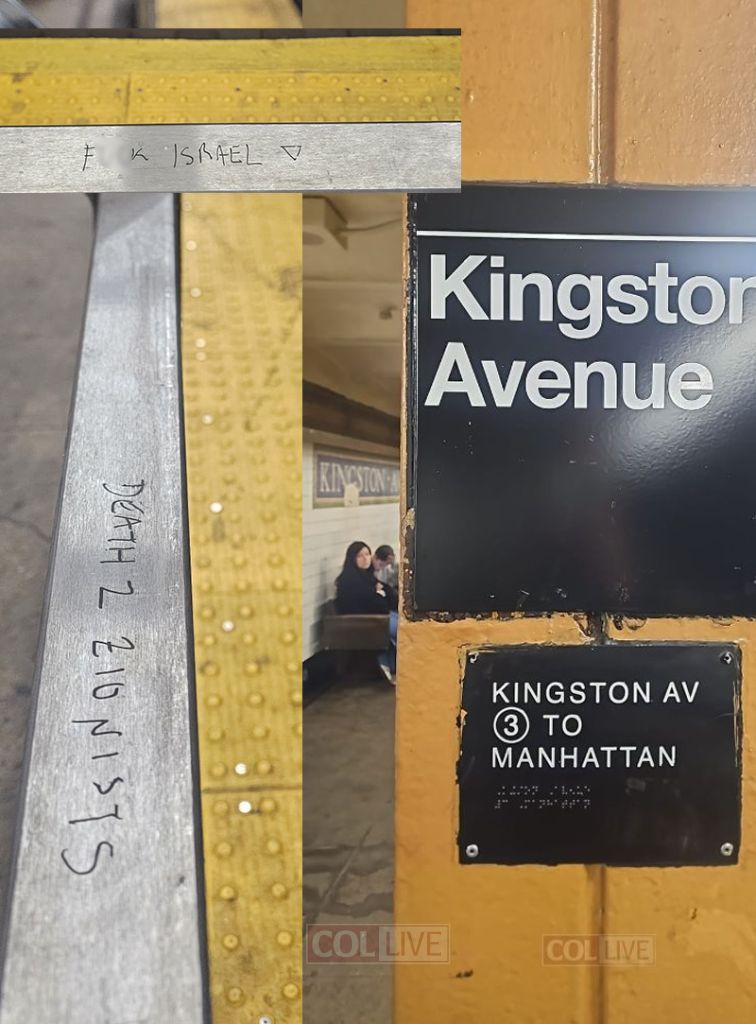 F  K ISRAEL
DEATH 2 ZIONISTS
Kingston
Avenue
KINGSTON
KINGSTON AV
3 TO
MANHATTAN
COL LIVE
COL LIVE